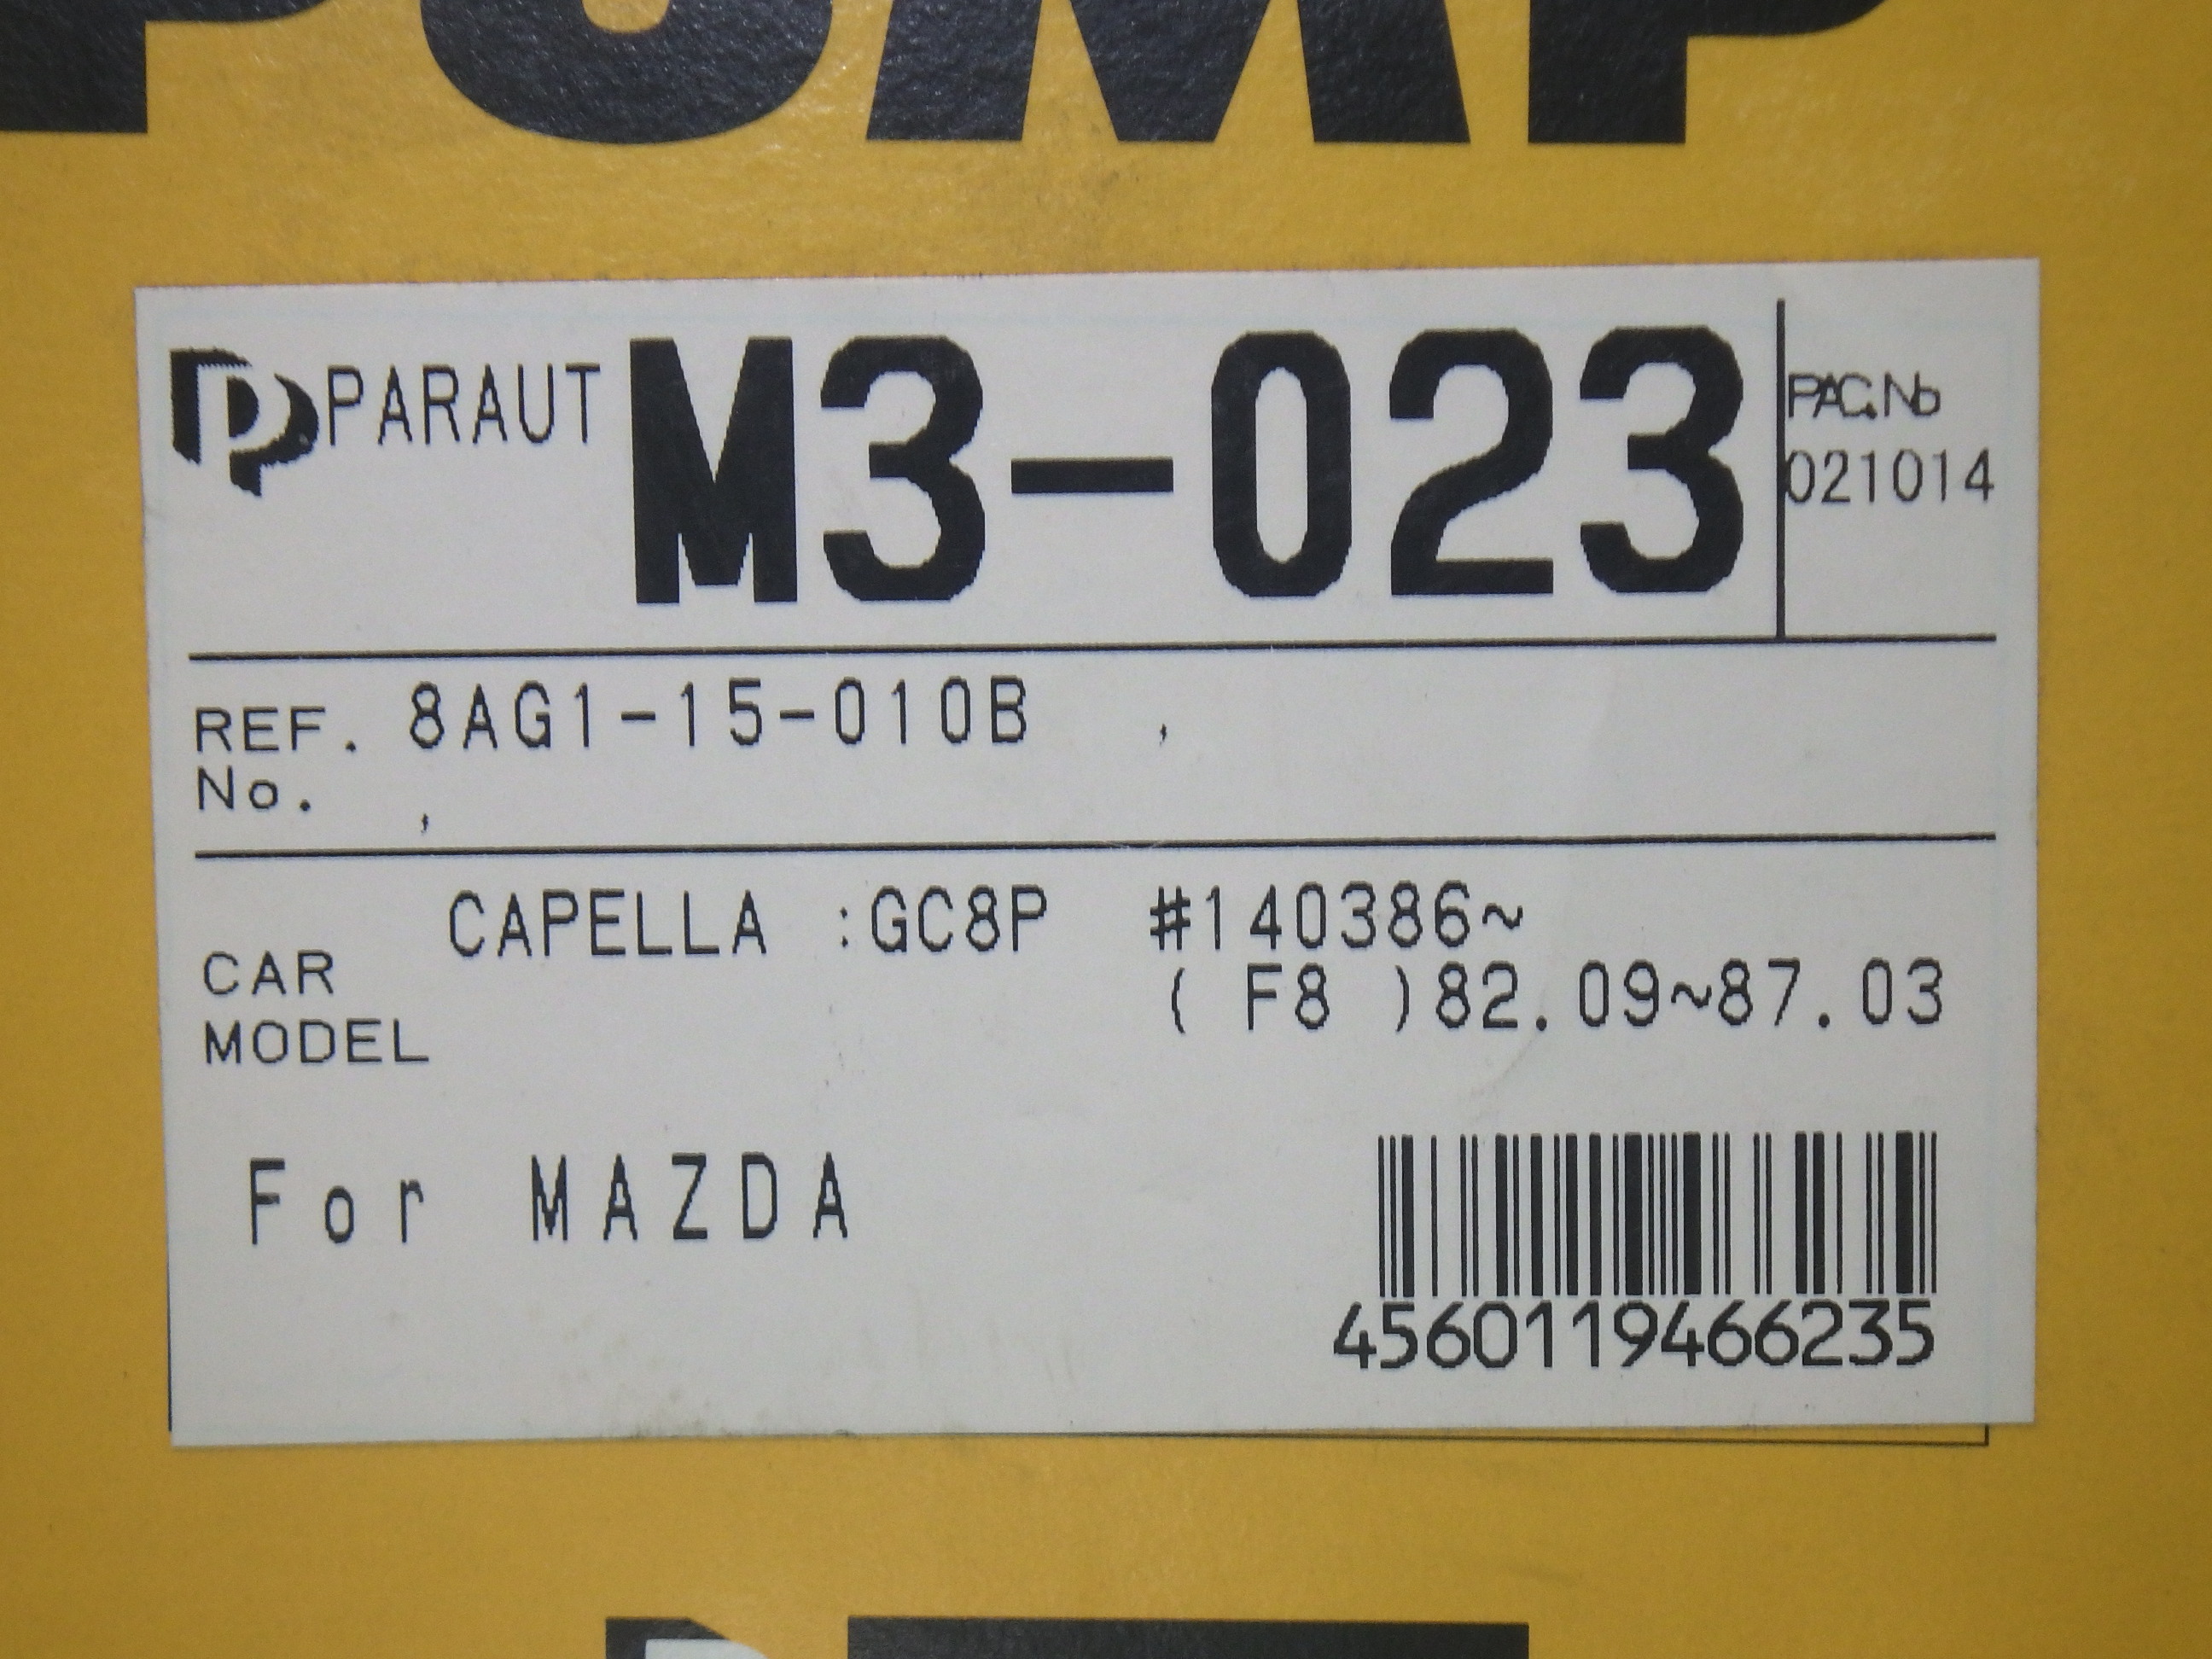 PUMP
PARAUT M3-023 PAC.No
021014
REF. 8AG1-15-010B ,
No. ,
CAPELLA :GC8P #140386~
CAR ( F8 )82.09~87.03
MODEL
For MAZDA
4560119466235